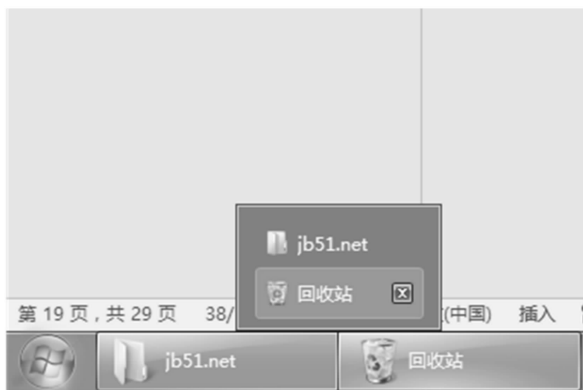 jb51.net
回收站
第 19 页，共 29 页 38/ (中国) 插入
jb51.net 回收站